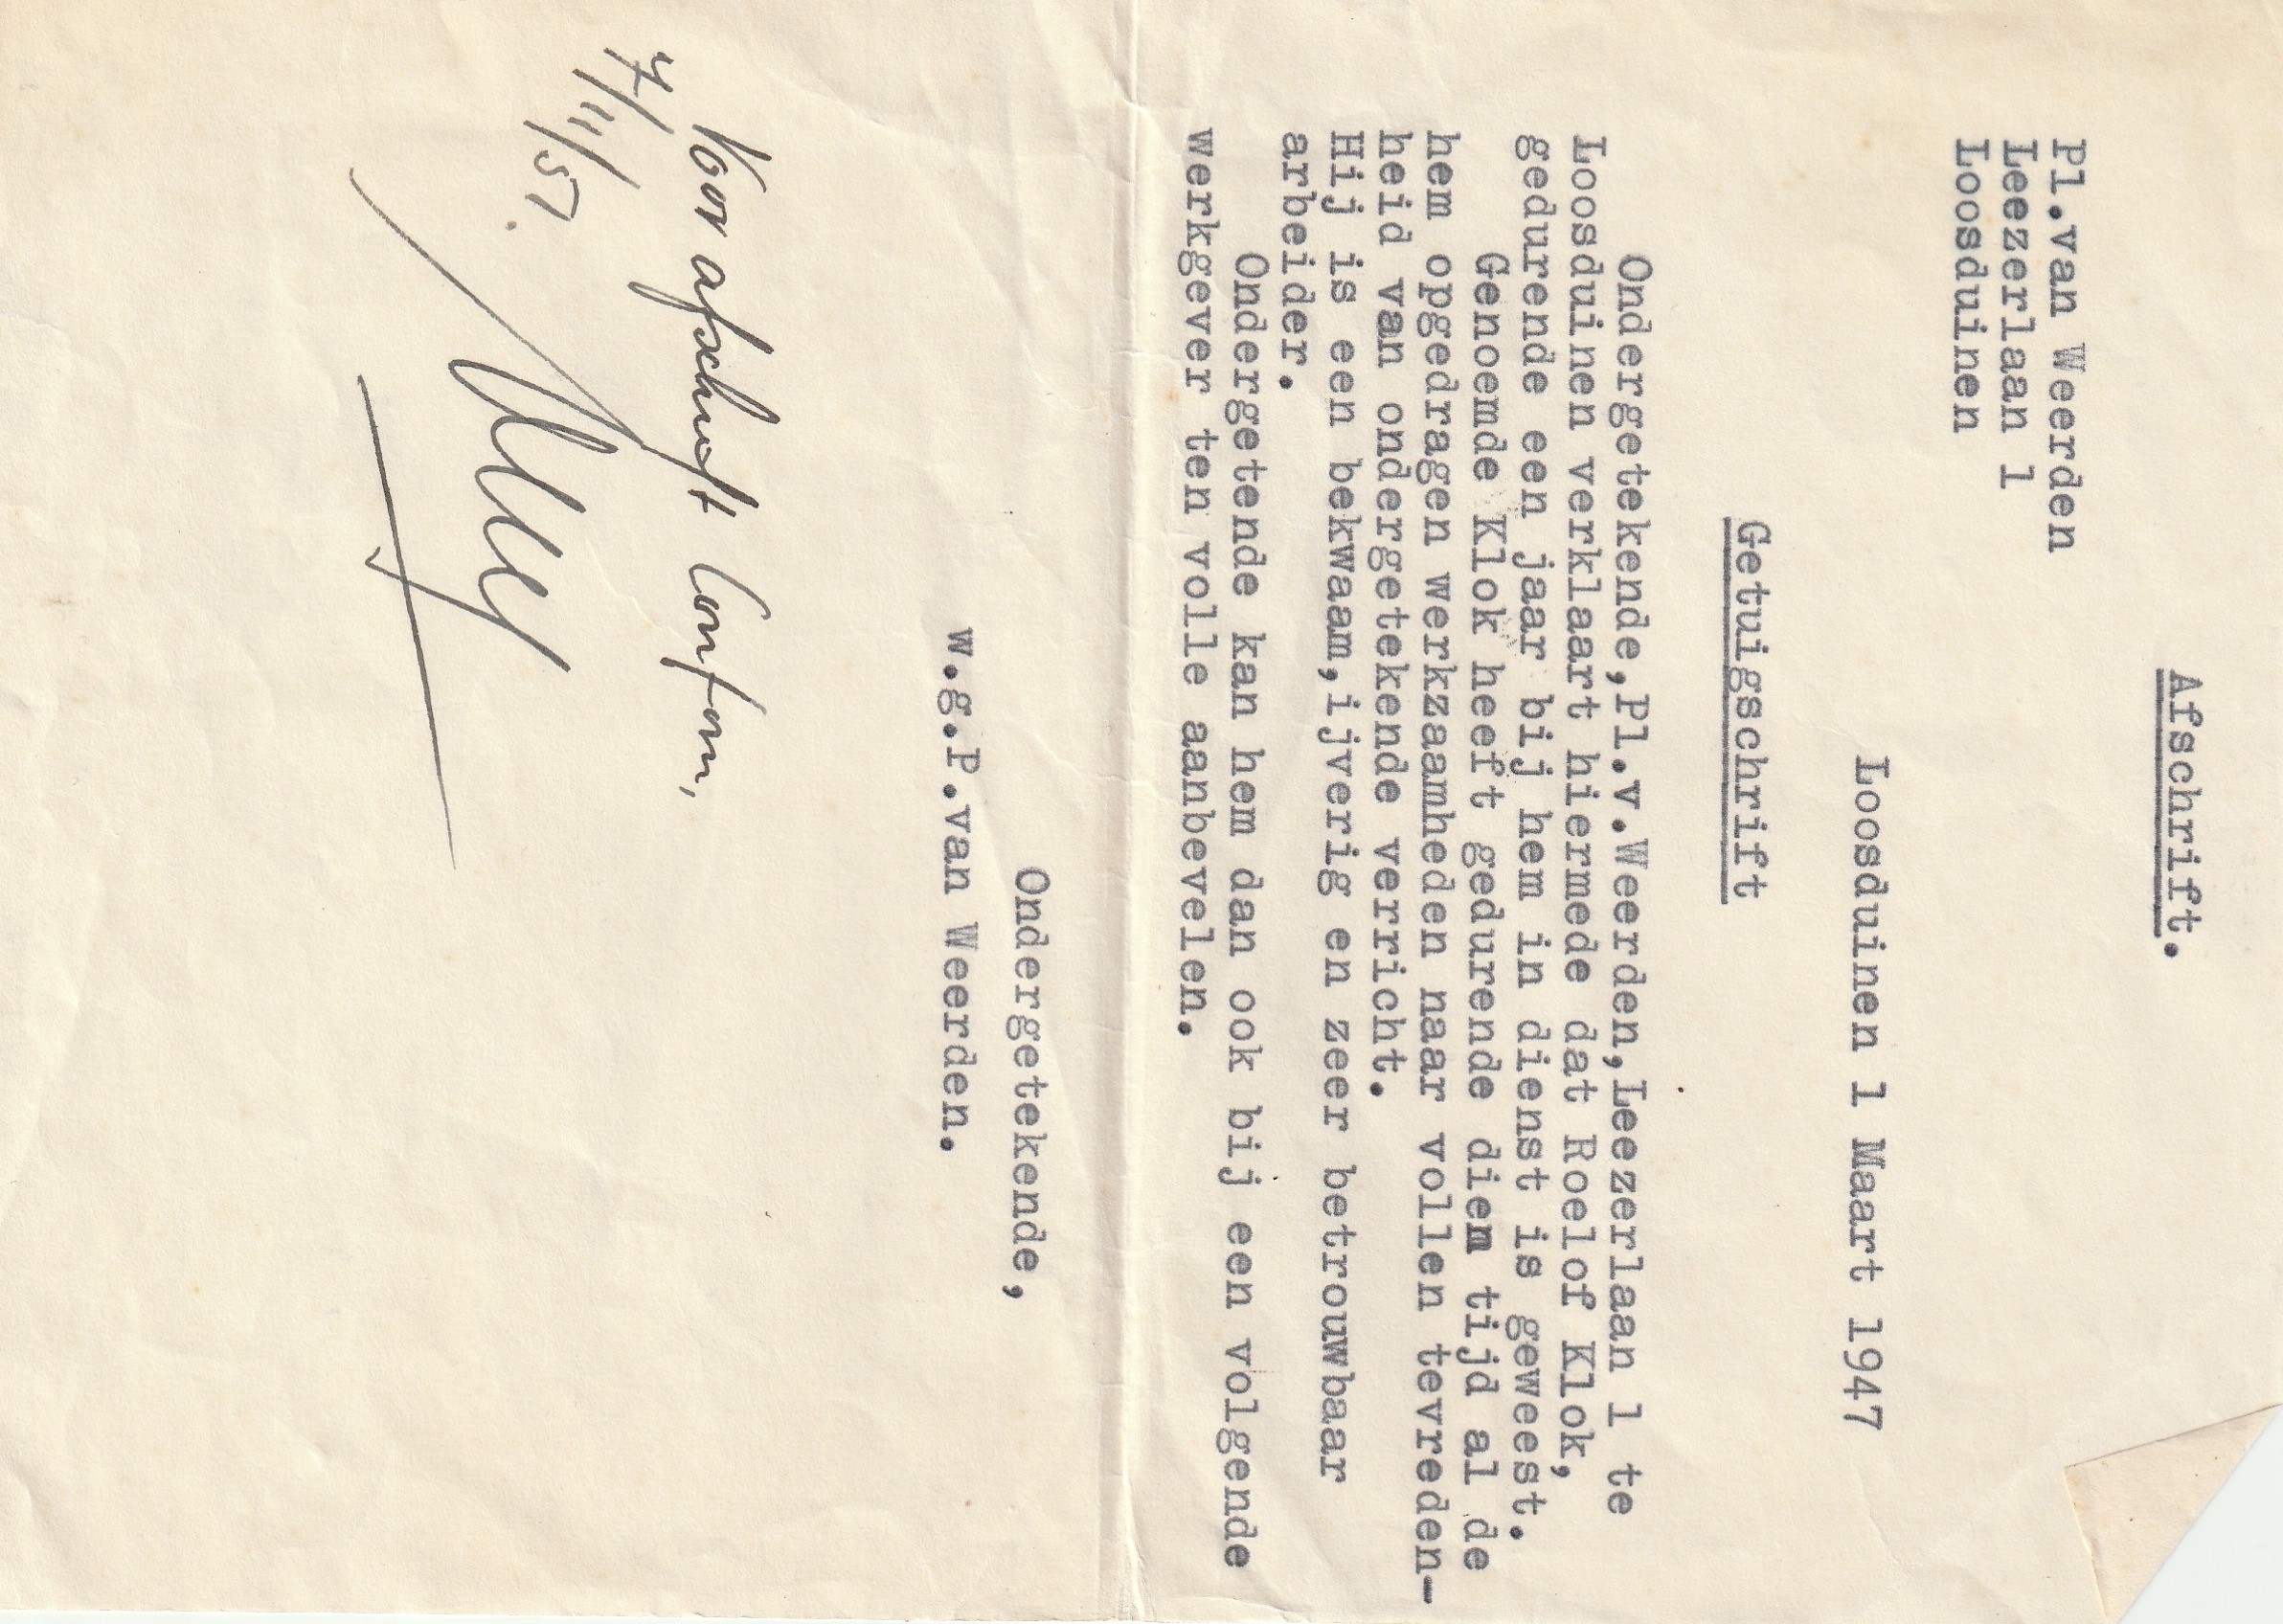 Afschrift.
Pl.van Weerden
Leezerlaan 1
Loosduinen
Loosduinen 1 Maart 1947
Getuigschrift
Ondergetekende,Pl.v.Weerden,Leezerlaan 1 te
Loosduinen verklaart hiermede dat Roelof Klok,
gedurende een jaar bij hem in dienst is geweest.
Genoemde Klok heeft gedurende dien tijd al de
hem opgedragen werkzaamheden naar vollen tevreden-
heid van ondergetekende verricht.
Hij is een bekwaam,ijverig en zeer betrouwbaar
arbeider.
Ondergetende kan hem dan ook bij een volgende
werkgever ten volle aanbevelen.
Ondergetekende,
w.g.P.van Weerden.
Voor afschrift Conform,
4/11/57.